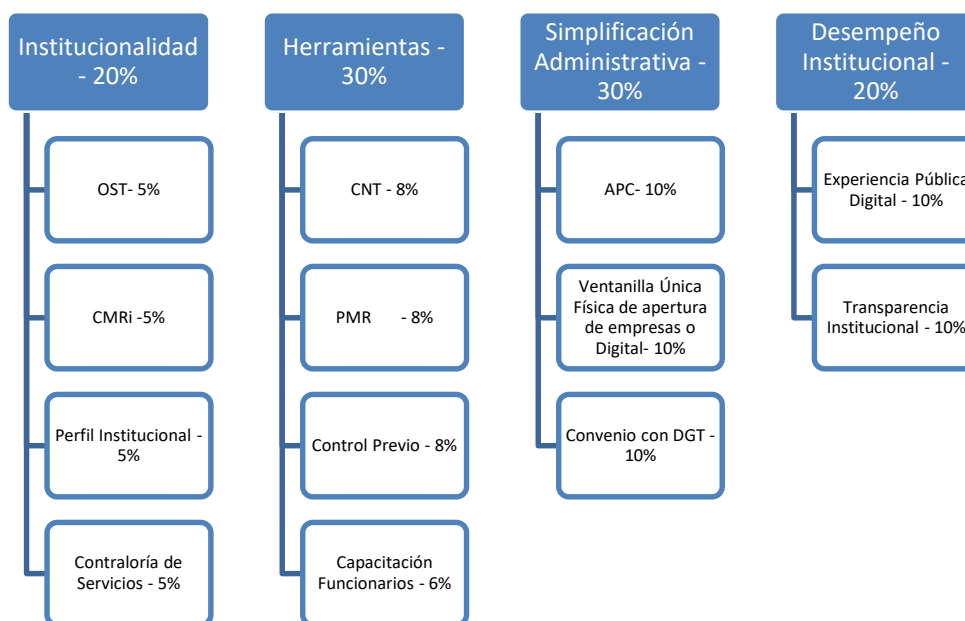 Institucionalidad
- 20%
OST- 5%
CMRi -5%
Perfil Institucional -
5%
Contraloría de
Servicios - 5%
Herramientas -
30%
CNT - 8%
PMR - 8%
Control Previo - 8%
Capacitación
Funcionarios - 6%
Simplificación
Administrativa -
30%
APC- 10%
Ventanilla Única
Física de apertura
de empresas o
Digital- 10%
Convenio con DGT -
10%
Desempeño
Institucional -
20%
Experiencia Pública
Digital - 10%
Transparencia
Institucional - 10%